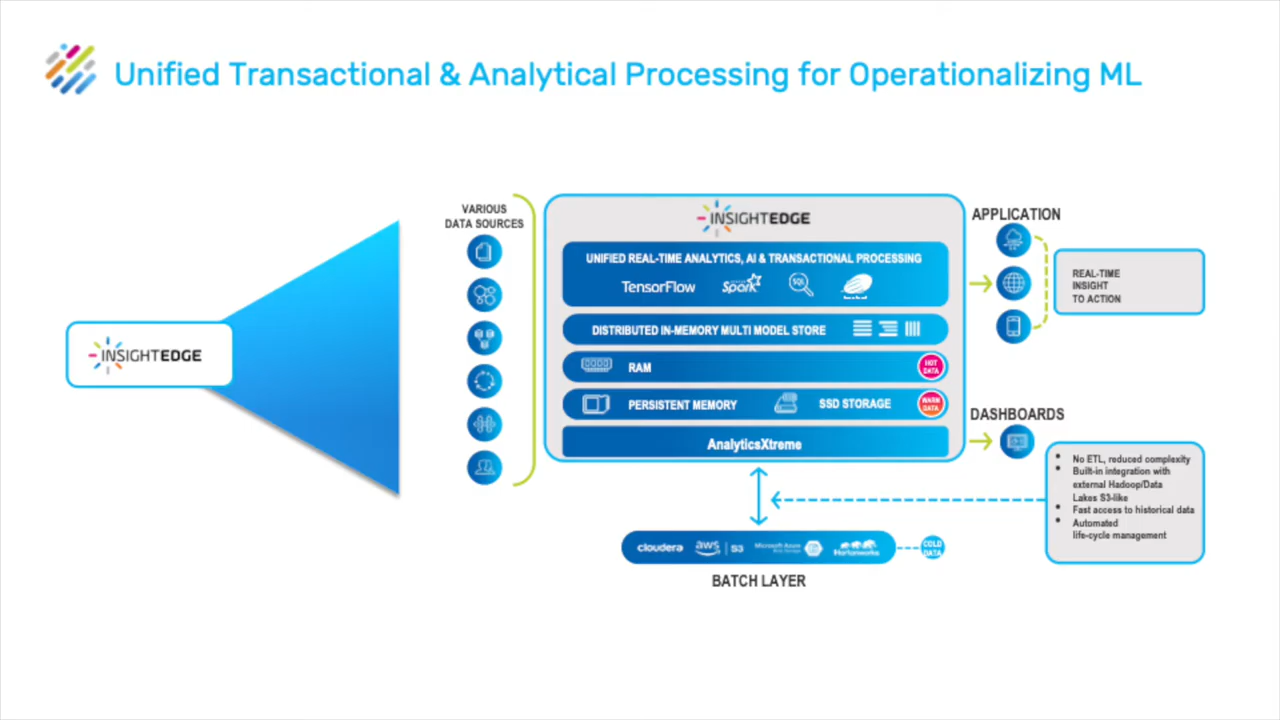 Unified Transactional & Analytical Processing for Operationalizing ML
INSIGHTEDGE
VARIOUS
DATA SOURCES
INSIGHTEDGE
UNIFIED REAL-TIME ANALYTICS, AI & TRANSACTIONAL PROCESSING
TensorFlow Spark SQL
DISTRIBUTED IN-MEMORY MULTI MODEL STORE
RAM HOT DATA
PERSISTENT MEMORY SSD STORAGE WARM DATA
AnalyticsXtreme
APPLICATION
REAL-TIME
INSIGHT
TO ACTION
DASHBOARDS
• No ETL, reduced complexity
• Built-in integration with
external Hadoop/Data
Lakes S3-like
• Fast access to historical data
• Automated
life-cycle management
cloudera aws S3 Microsoft Azure Hortonworks COLD DATA
BATCH LAYER